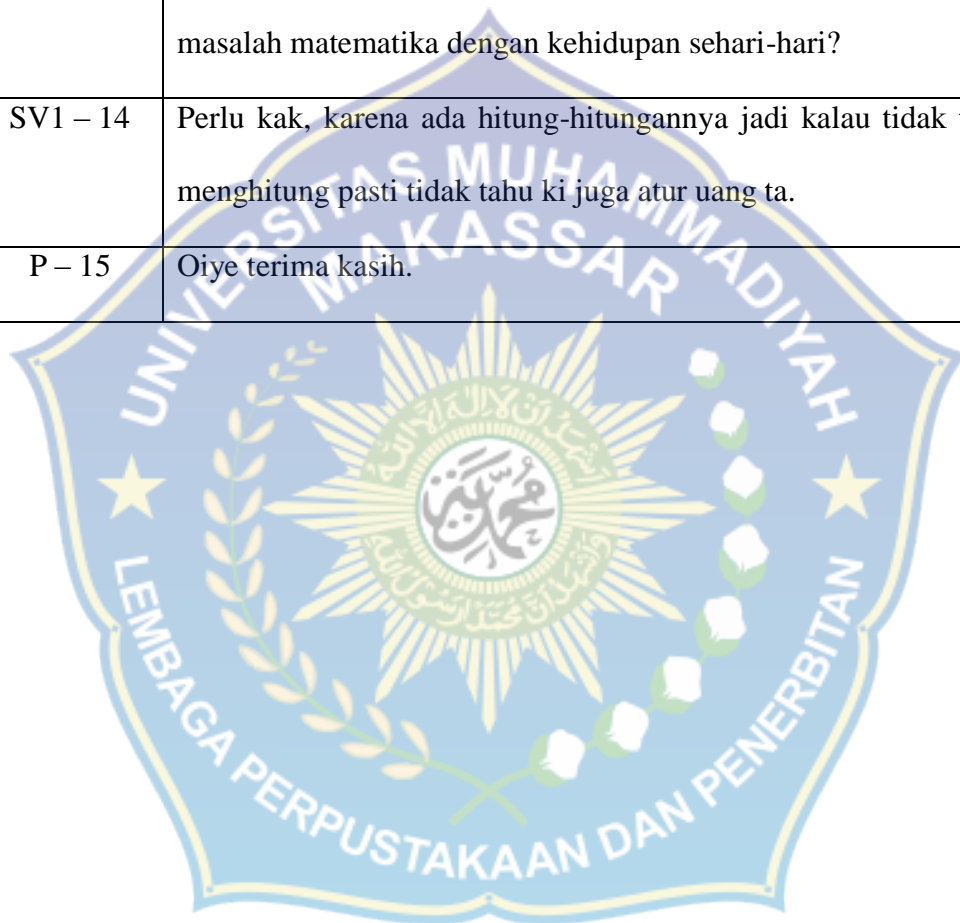 masalah matematika dengan kehidupan sehari-hari?
SV1 – 14 Perlu kak, karena ada hitung-hitungannya jadi kalau tidak
menghitung pasti tidak tahu ki juga atur uang ta.
P – 15 Oiye terima kasih.
UNIVERSITAS MUHAMMADIYAH
MAKASSAR
محمد
LEMBAGA PERPUSTAKAAN DAN PENERBITAN